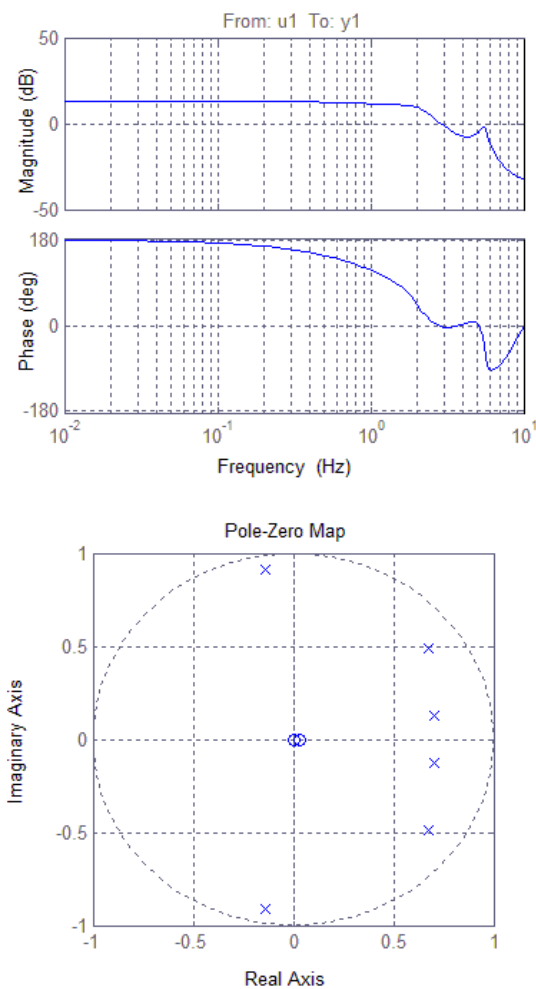 From: u1 To: y1
50
0
-50
Magnitude (dB)
180
0
-180
Phase (deg)
10^-2
10^-1
10^0
10^1
Frequency (Hz)
Pole-Zero Map
1
0.5
0
-0.5
-1
Imaginary Axis
-1
-0.5
0
0.5
1
Real Axis